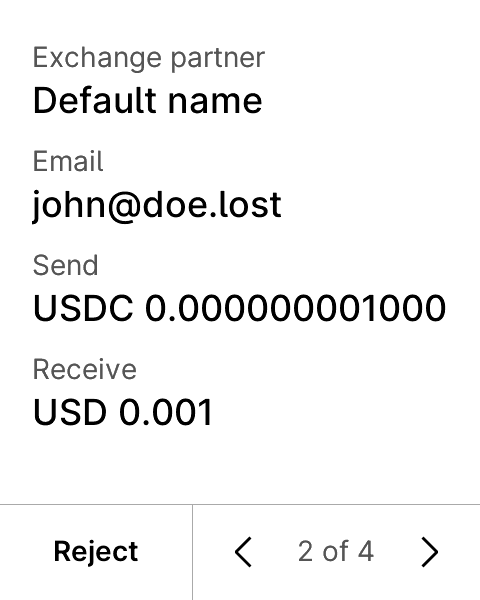 Exchange partner
Default name
Email
john@doe.lost
Send
USDC 0.000000001000
Receive
USD 0.001
Reject
2 of 4